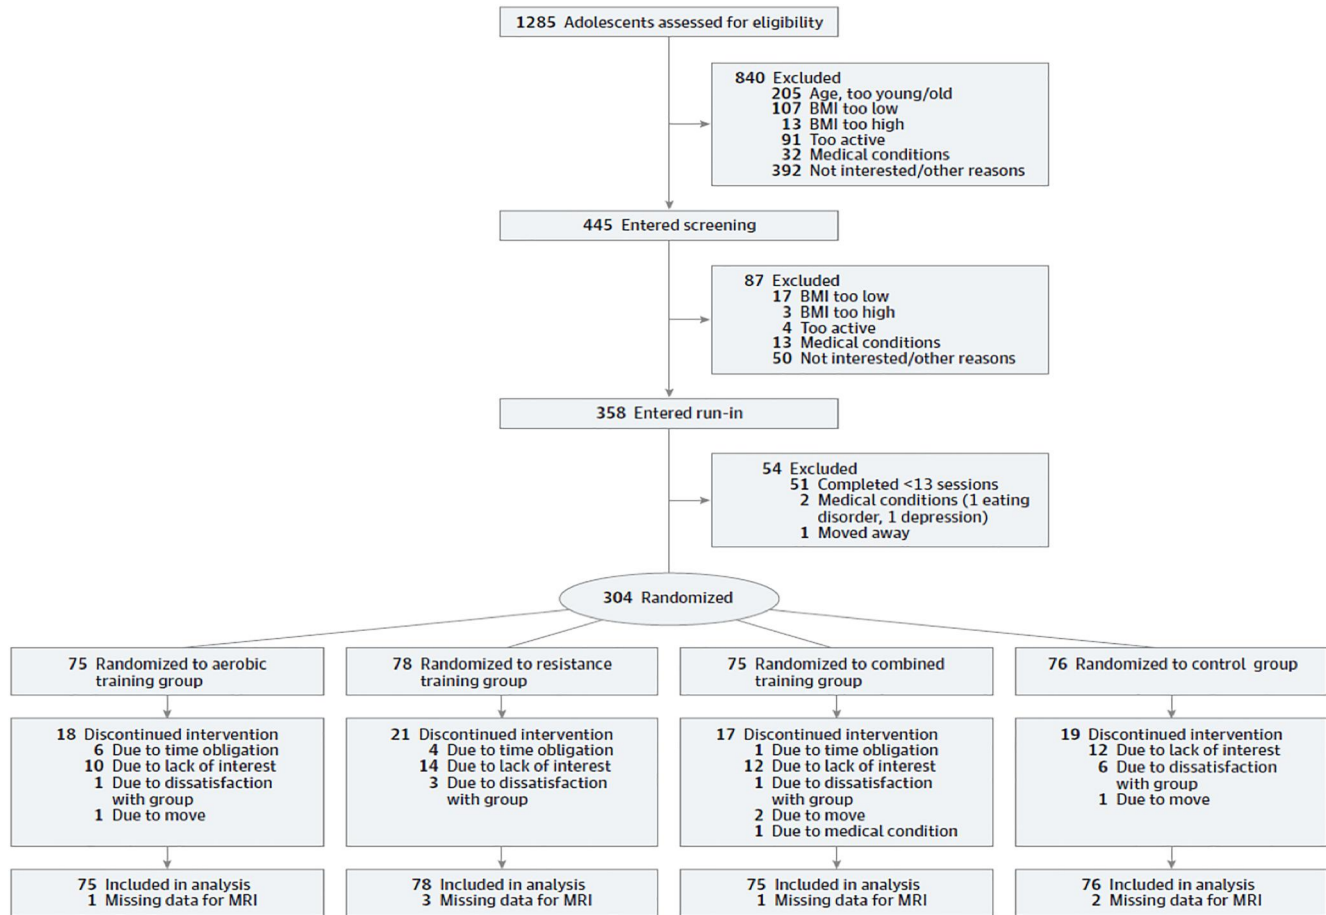 1285 Adolescents assessed for eligibility
840 Excluded
205 Age, too young/old
107 BMI too low
13 BMI too high
91 Too active
32 Medical conditions
392 Not interested/other reasons
445 Entered screening
87 Excluded
17 BMI too low
3 BMI too high
4 Too active
13 Medical conditions
50 Not interested/other reasons
358 Entered run-in
54 Excluded
51 Completed <13 sessions
2 Medical conditions (1 eating
disorder, 1 depression)
1 Moved away
304 Randomized
75 Randomized to aerobic
training group
78 Randomized to resistance
training group
75 Randomized to combined
training group
76 Randomized to control group
18 Discontinued intervention
6 Due to time obligation
10 Due to lack of interest
1 Due to dissatisfaction
with group
1 Due to move
21 Discontinued intervention
4 Due to time obligation
14 Due to lack of interest
3 Due to dissatisfaction
with group
17 Discontinued intervention
1 Due to time obligation
12 Due to lack of interest
1 Due to dissatisfaction
with group
2 Due to move
1 Due to medical condition
19 Discontinued intervention
12 Due to lack of interest
6 Due to dissatisfaction
with group
1 Due to move
75 Included in analysis
1 Missing data for MRI
78 Included in analysis
3 Missing data for MRI
75 Included in analysis
1 Missing data for MRI
76 Included in analysis
2 Missing data for MRI